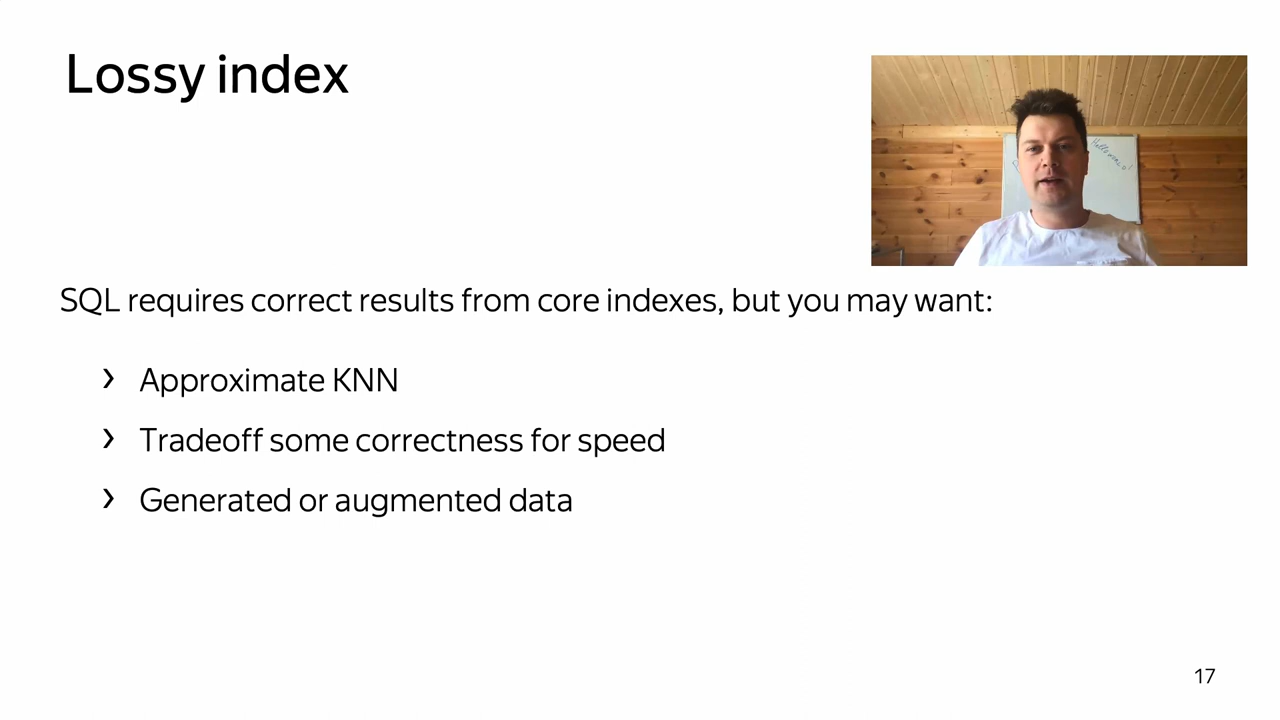 Lossy index
SQL requires correct results from core indexes, but you may want:
› Approximate KNN
› Tradeoff some correctness for speed
› Generated or augmented data
17